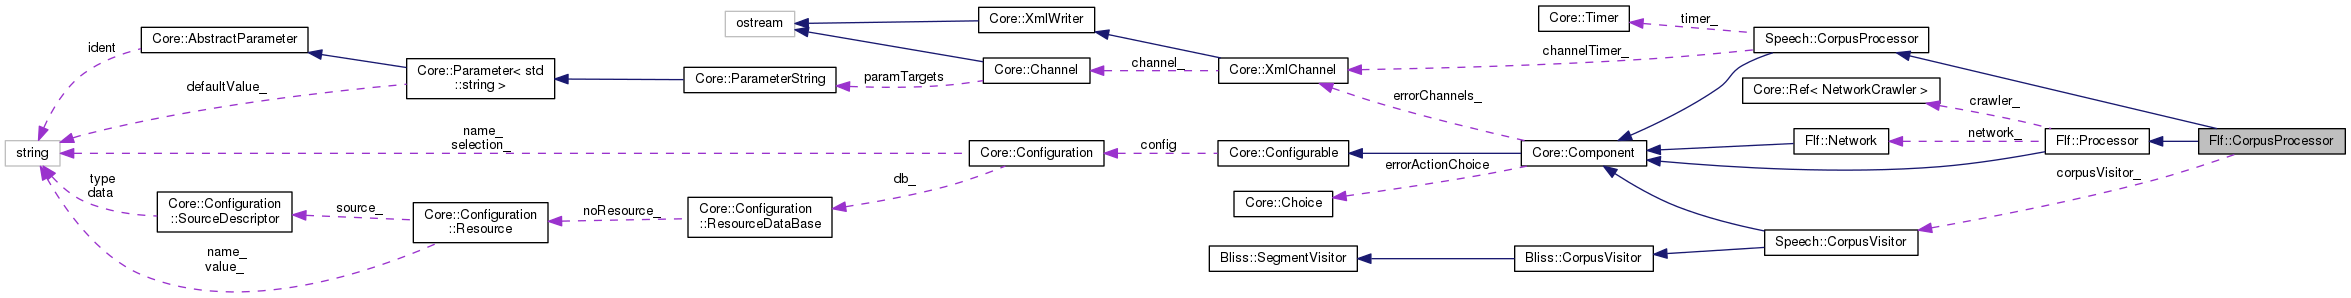 ostream
Core::XmlWriter
Core::Timer
timer_
Speech::CorpusProcessor
ident
Core::AbstractParameter
channelTimer_
Core::Parameter< std
::string >
defaultValue_
Core::ParameterString
paramTargets
Core::Channel
channel_
Core::XmlChannel
errorChannels_
Core::Ref< NetworkCrawler >
crawler_
string
name_
selection_
Core::Configuration
config
Core::Configurable
Core::Component
Flf::Network
network_
Flf::Processor
Flf::CorpusProcessor
errorActionChoice
Core::Choice
corpusVisitor_
db_
type
data
Core::Configuration
::SourceDescriptor
source_
Core::Configuration
::Resource
noResource_
Core::Configuration
::ResourceDataBase
name_
value_
Bliss::SegmentVisitor
Bliss::CorpusVisitor
Speech::CorpusVisitor